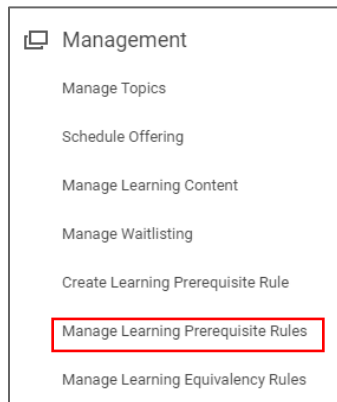 Management
Manage Topics
Schedule Offering
Manage Learning Content
Manage Waitlisting
Create Learning Prerequisite Rule
Manage Learning Prerequisite Rules
Manage Learning Equivalency Rules